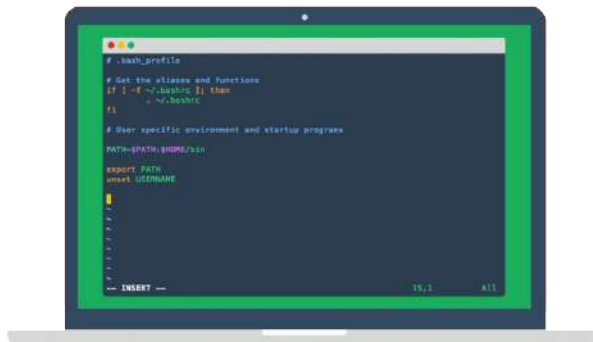 # .bash_profile
# Get the aliases and functions
if [ -f ~/.bashrc ]; then
. ~/.bashrc
fi
# User specific environment and startup programs
PATH=$PATH:$HOME/bin
export PATH
unset USERNAME
~
~
~
~
~
~
~
~
-- INSERT -- 15,1 All